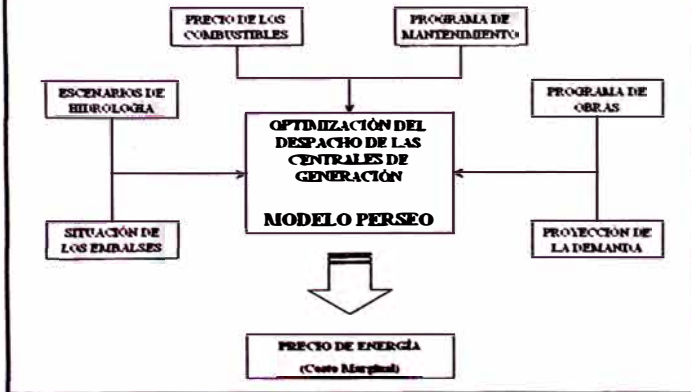 PRECIO DE LOS
COMBUSTIBLES
PROGRAMA DE
MANTENIMIENTO
ESCENARIOS DE
HIDROLOGIA
PROGRAMA DE
OBRAS
OPTIMIZACIÓN DEL
DESPACHO DE LAS
CENTRALES DE
GENERACIÓN
MODELO PERSEO
SITUACIÓN DE
LOS EMBALSES
PROYECCIÓN DE
LA DEMANDA
PRECIO DE ENERGÍA
(Costo Marginal)